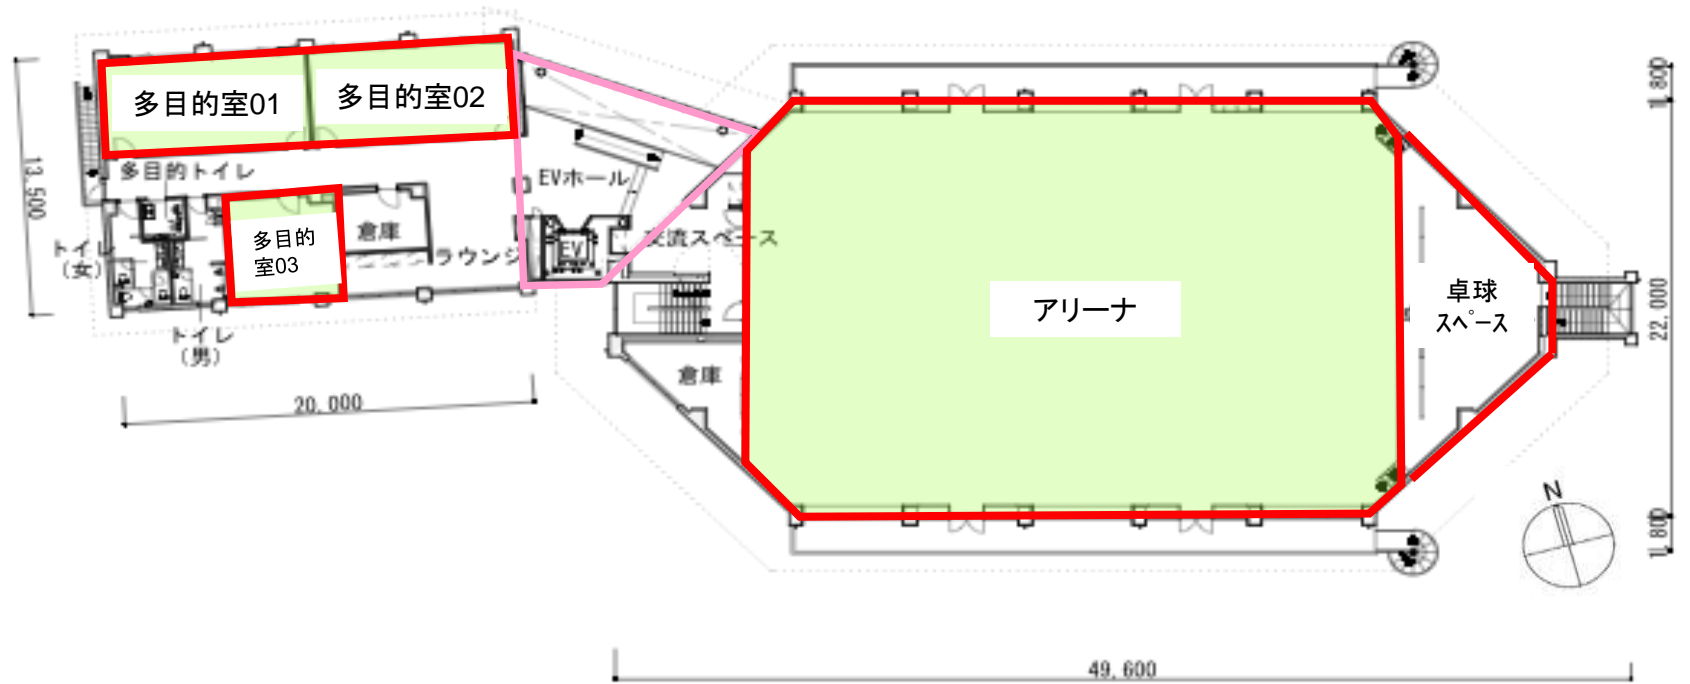 1,800
多目的室01
多目的室02
13,500
多目的トイレ
EVホール
トイレ
(女)
多目的
室03
倉庫
ラウンジ
EV
交流スペース
アリーナ
卓球
スペース
22,000
トイレ
(男)
倉庫
20,000
N
1,800
49,600